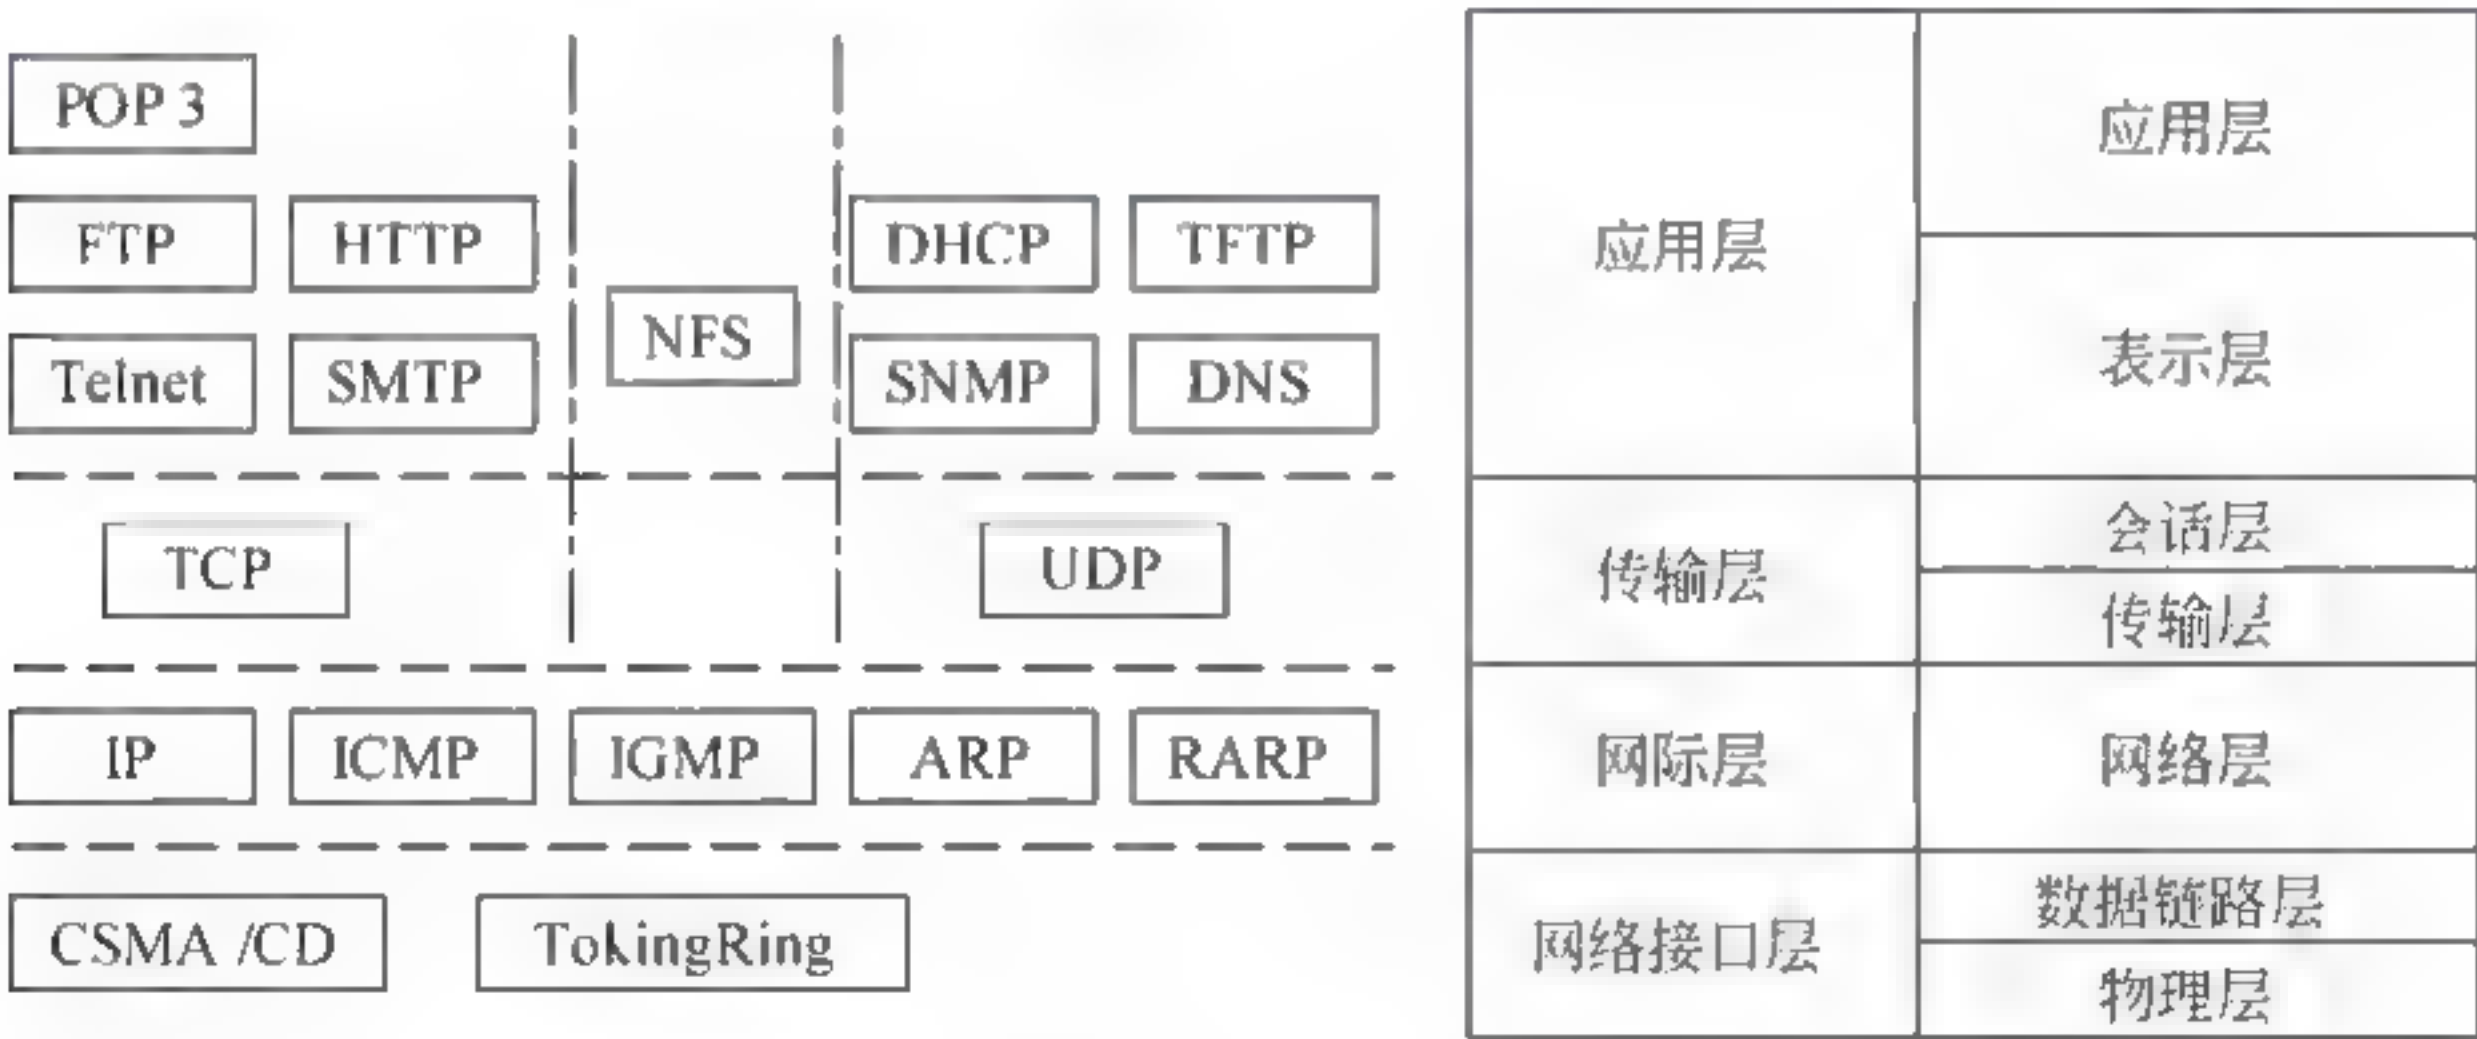 POP 3
FTP HTTP DHCP TFTP
NFS
Telnet SMTP SNMP DNS
TCP UDP
IP ICMP IGMP ARP RARP
CSMA /CD TokingRing
应用层 应用层
表示层
传输层 会话层
传输层
网际层 网络层
网络接口层 数据链路层
物理层